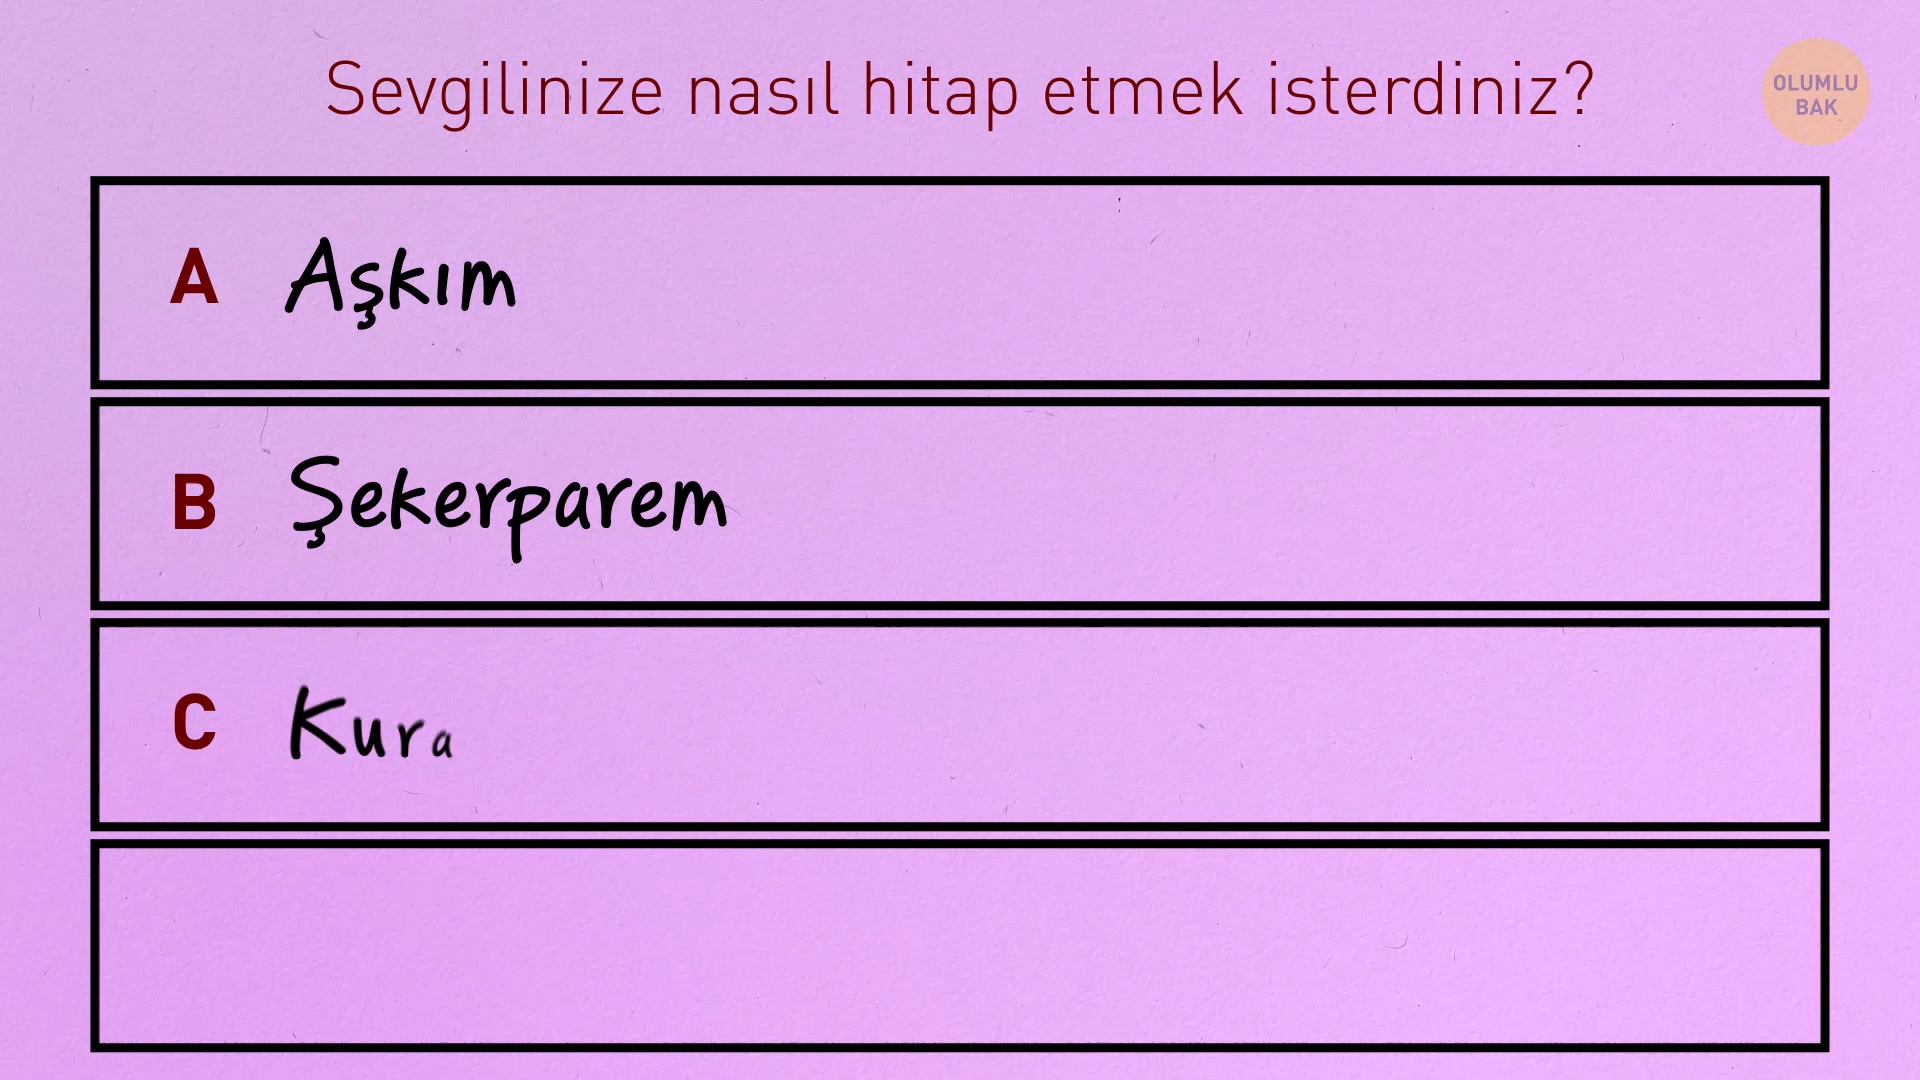 Sevgilinize nasıl hitap etmek isterdiniz?
OLUMLU
BAK
A Aşkım
B Şekerparem
C Kura